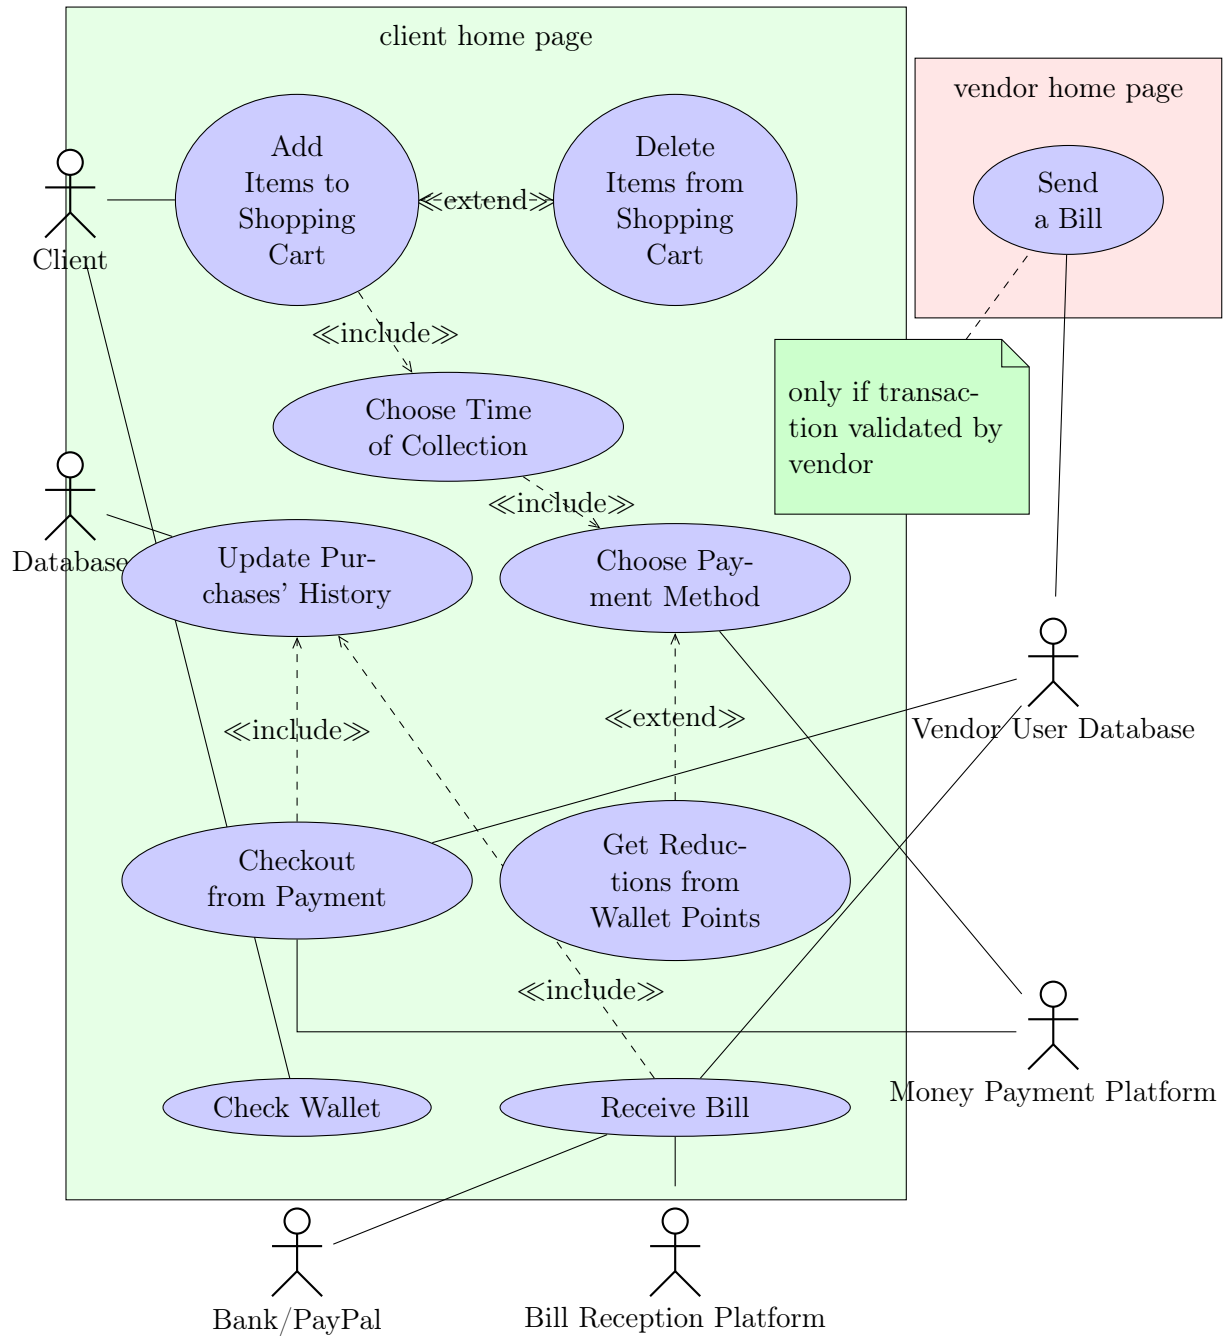 client home page
vendor home page
Add
Items to
Shopping
Cart
≪extend≫
Delete
Items from
Shopping
Cart
Send
a Bill
Client
≪include≫
only if transac-
tion validated by
vendor
Choose Time
of Collection
≪include≫
Database
Update Pur-
chases’ History
Choose Pay-
ment Method
≪include≫
≪extend≫
Vendor User Database
Checkout
from Payment
Get Reduc-
tions from
Wallet Points
≪include≫
Money Payment Platform
Check Wallet
Receive Bill
Bank/PayPal
Bill Reception Platform